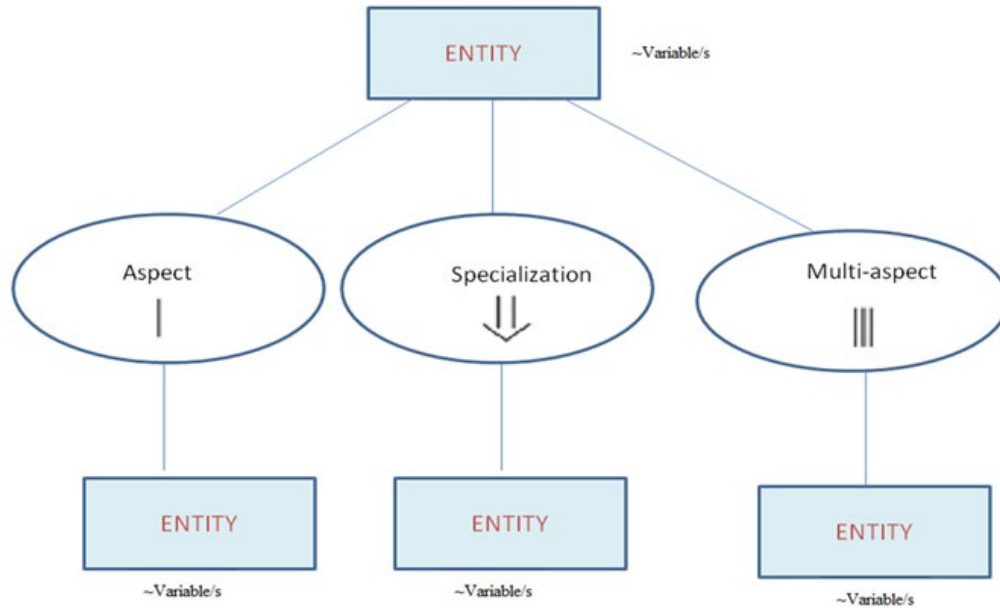 ENTITY
~Variable/s
Aspect
Specialization
Multi-aspect
ENTITY
ENTITY
ENTITY
~Variable/s
~Variable/s
~Variable/s